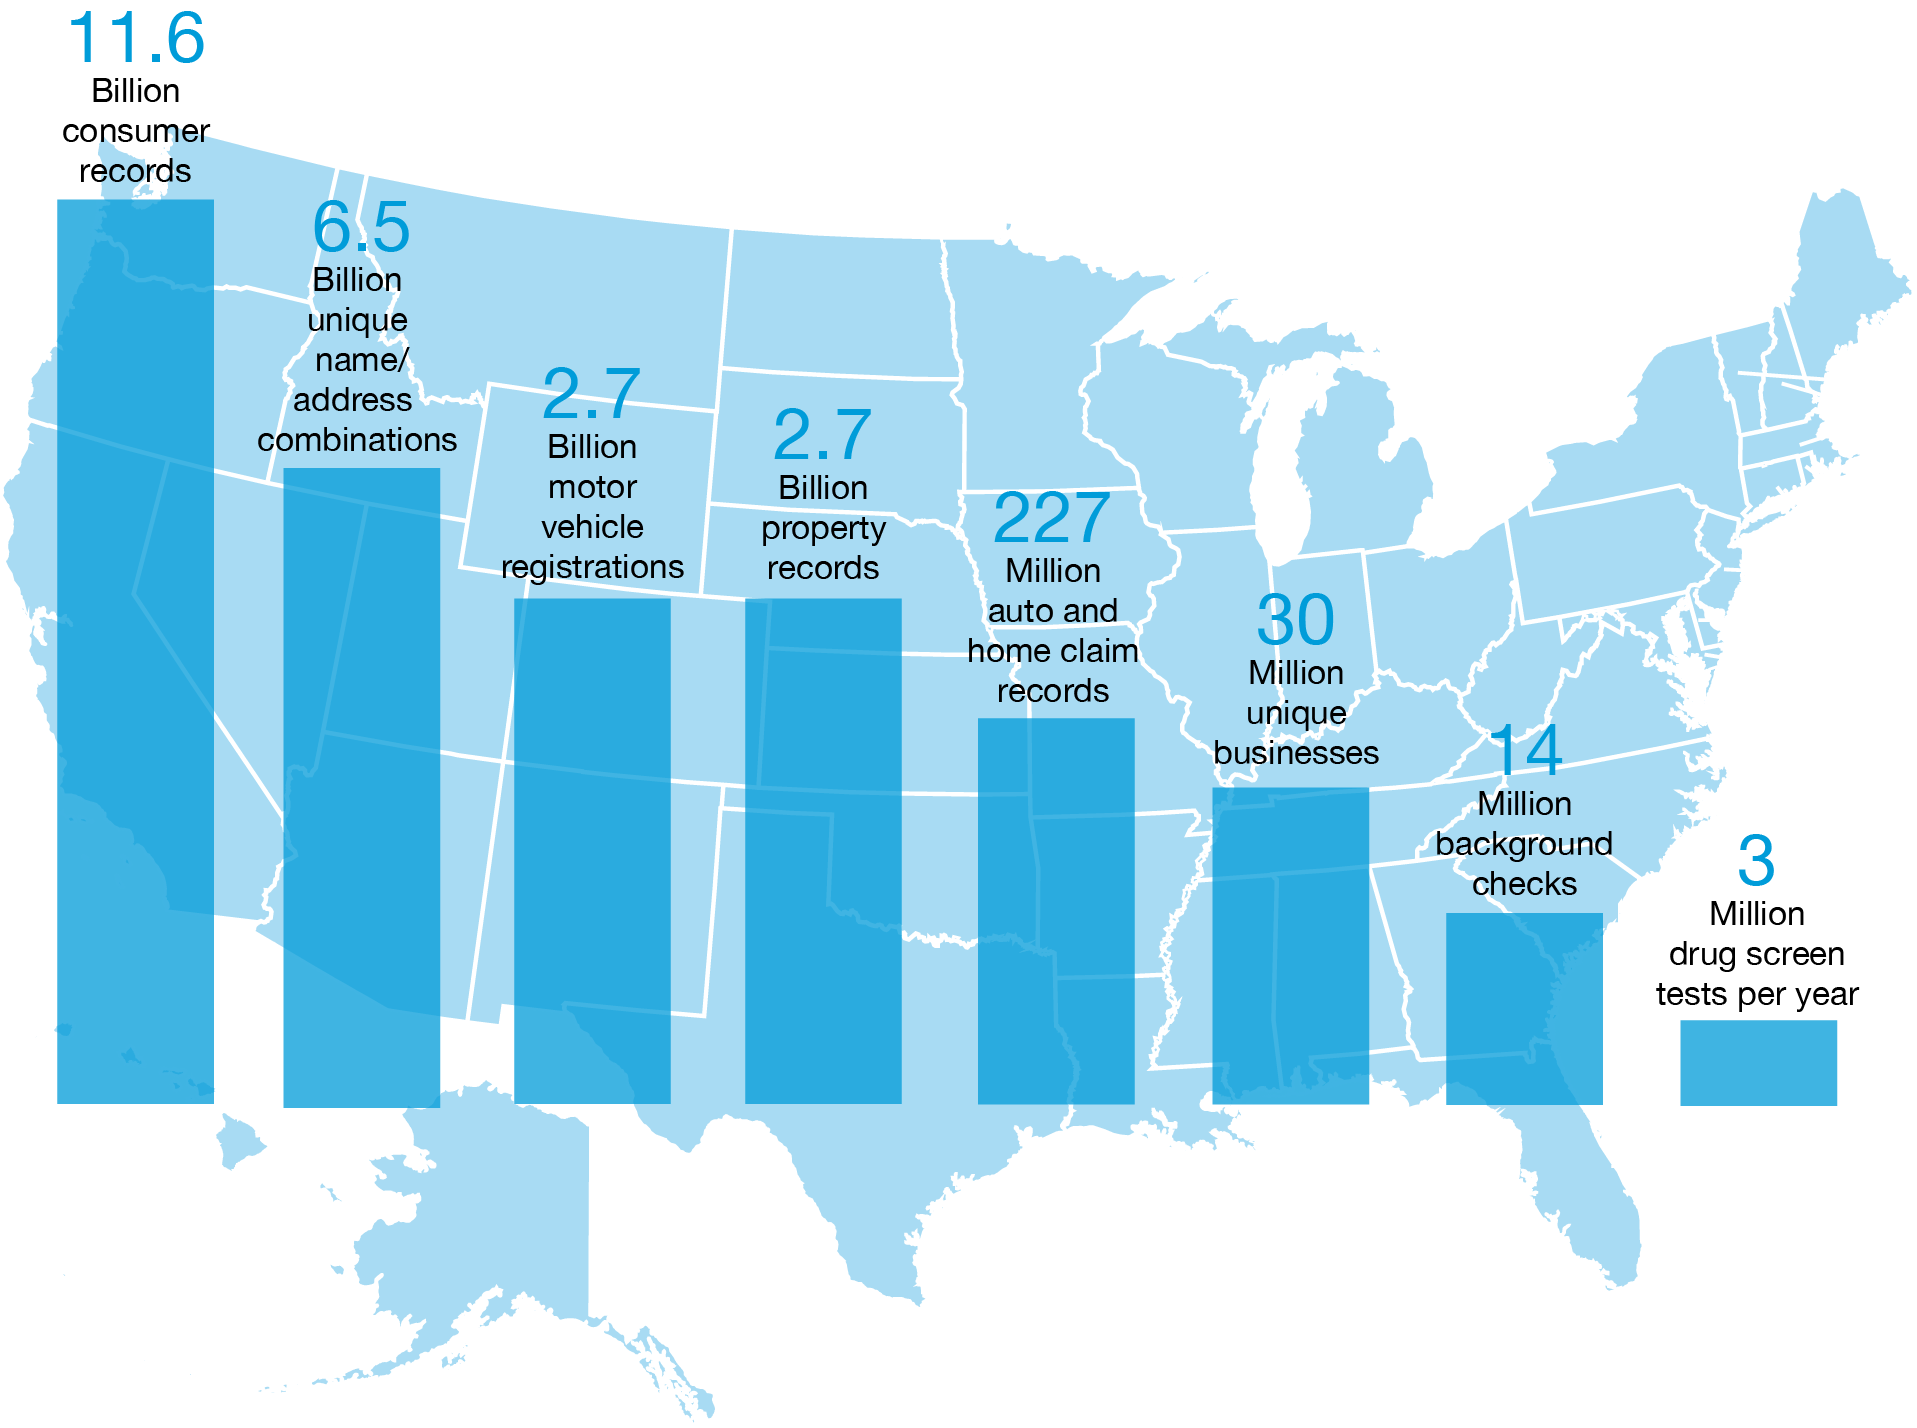 11.6
Billion
consumer
records
6.5
Billion
unique
name/
address
combinations
2.7
Billion
motor
vehicle
registrations
2.7
Billion
property
records
227
Million
auto and
home claim
records
30
Million
unique
businesses
14
Million
background
checks
3
Million
drug screen
tests per year